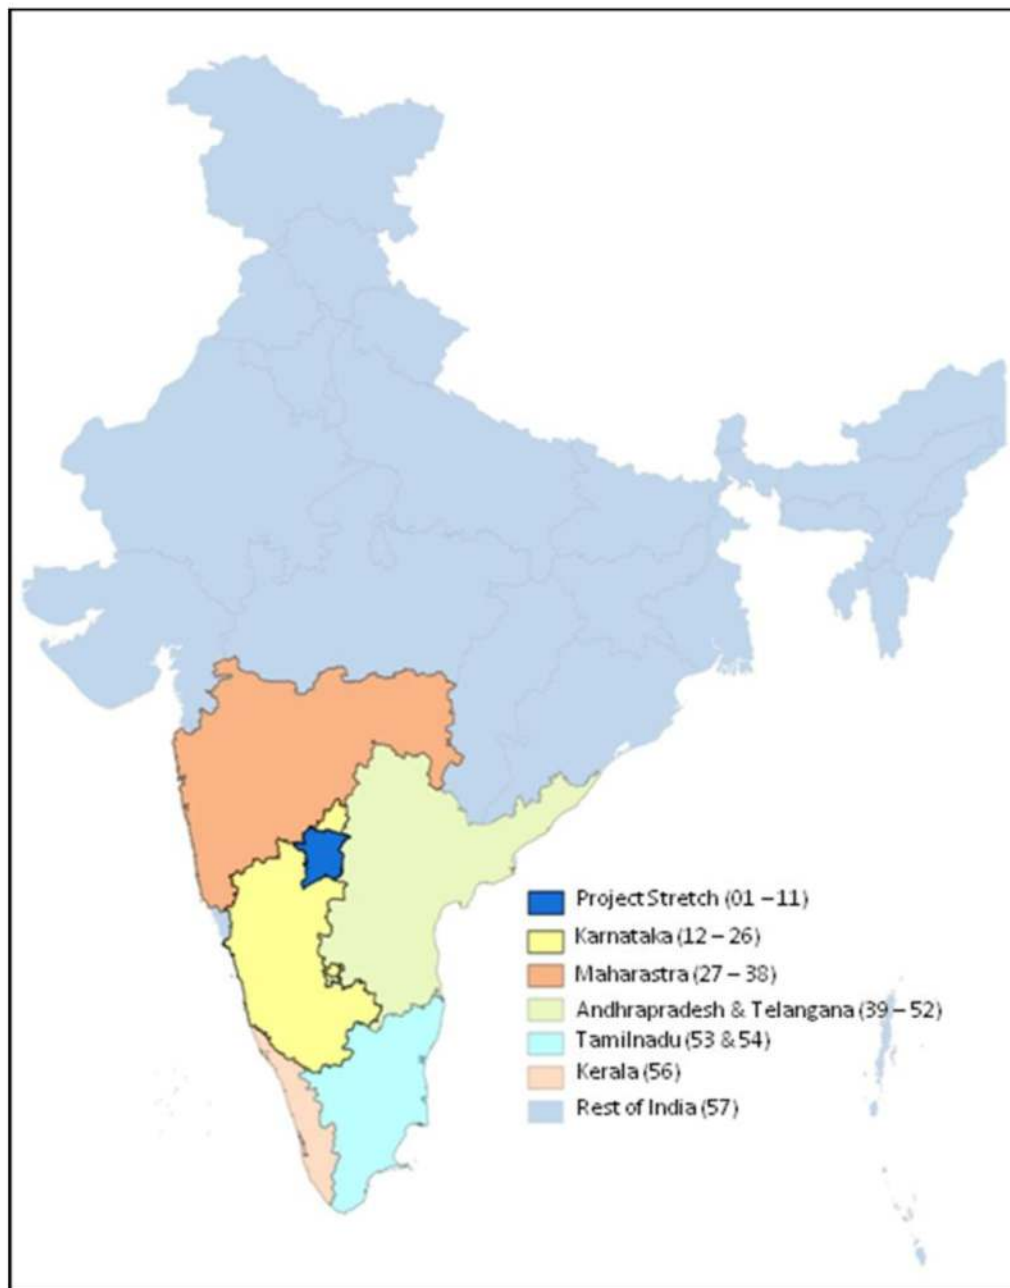 Project Stretch (01 – 11)
Karnataka (12 – 26)
Maharastra (27 – 38)
Andhrapradesh & Telangana (39 – 52)
Tamilnadu (53 & 54)
Kerala (56)
Rest of India (57)